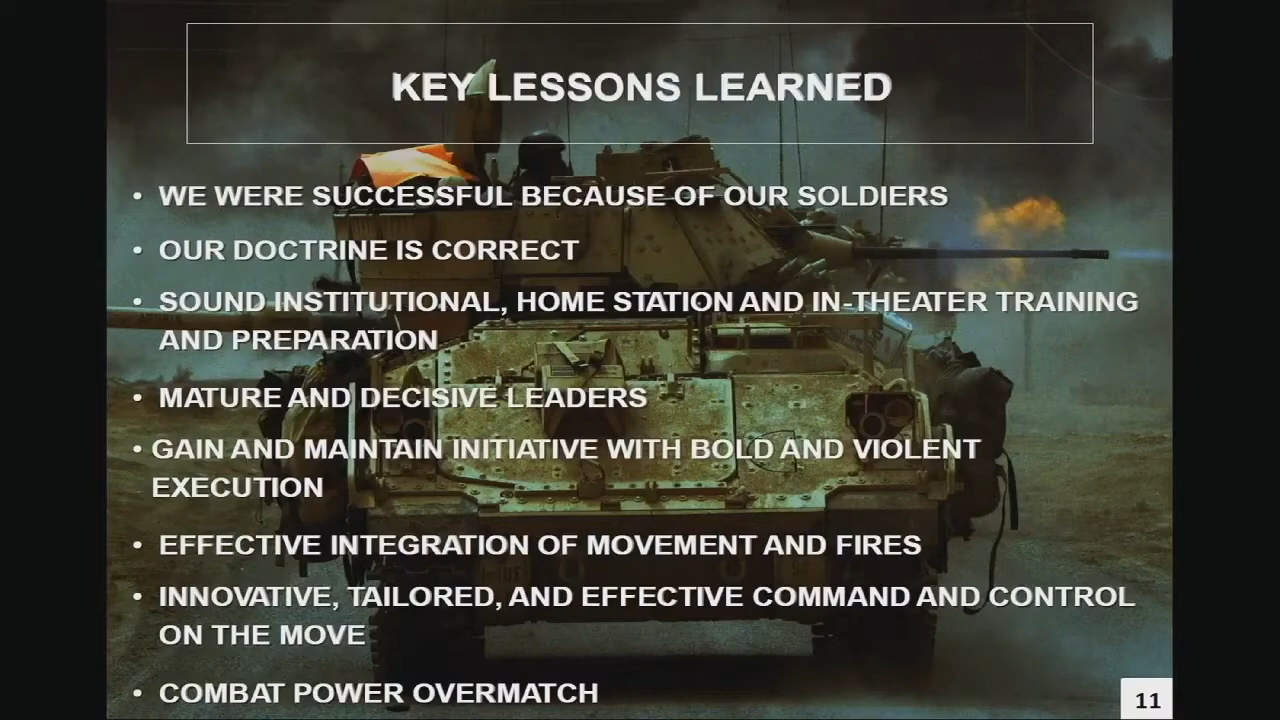 KEY LESSONS LEARNED
• WE WERE SUCCESSFUL BECAUSE OF OUR SOLDIERS
• OUR DOCTRINE IS CORRECT
• SOUND INSTITUTIONAL, HOME STATION AND IN-THEATER TRAINING
AND PREPARATION
• MATURE AND DECISIVE LEADERS
• GAIN AND MAINTAIN INITIATIVE WITH BOLD AND VIOLENT
EXECUTION
• EFFECTIVE INTEGRATION OF MOVEMENT AND FIRES
• INNOVATIVE, TAILORED, AND EFFECTIVE COMMAND AND CONTROL
ON THE MOVE
• COMBAT POWER OVERMATCH
11